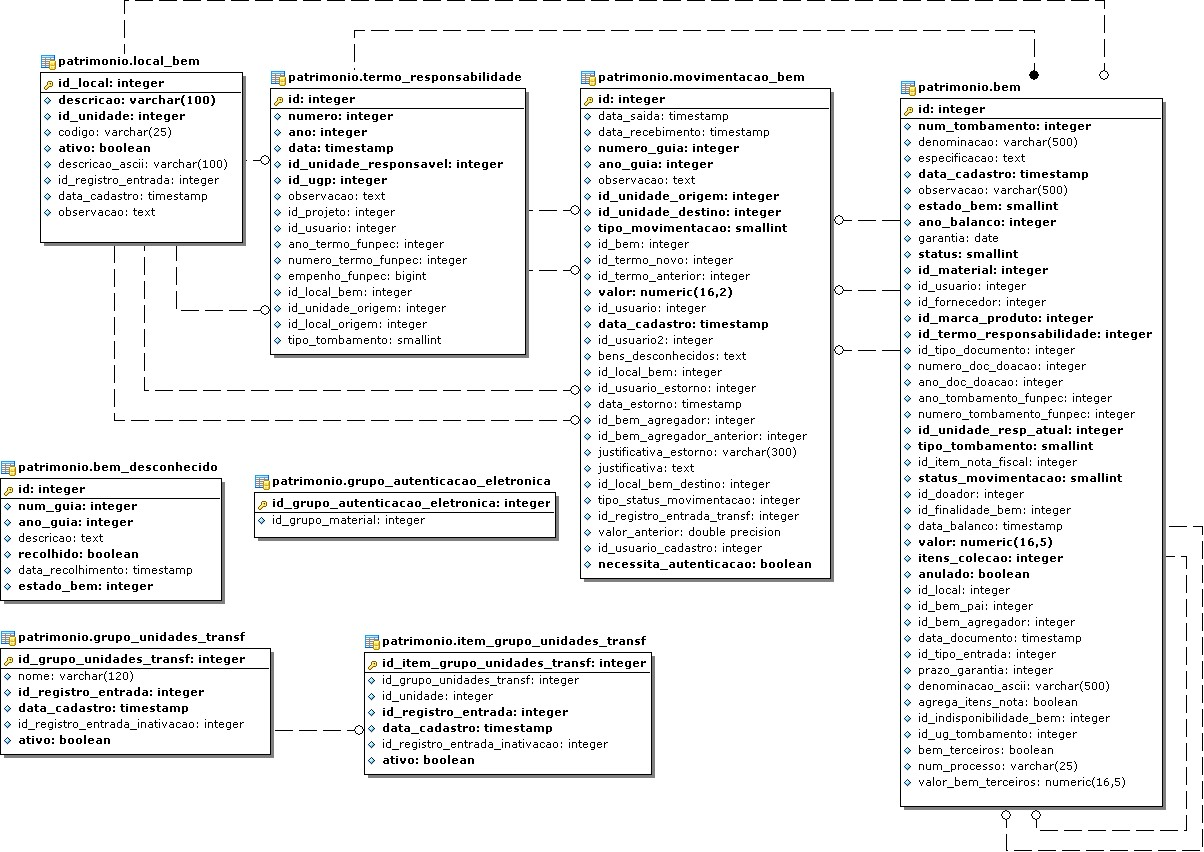 patrimonio.local_bem
id_local: integer
descricao: varchar(100)
id_unidade: integer
codigo: varchar(25)
ativo: boolean
descricao_ascii: varchar(100)
id_registro_entrada: integer
data_cadastro: timestamp
observacao: text
patrimonio.termo_responsabilidade
id: integer
numero: integer
ano: integer
data: timestamp
id_unidade_responsavel: integer
id_ugp: integer
observacao: text
id_projeto: integer
id_usuario: integer
ano_termo_funpec: integer
numero_termo_funpec: integer
empenho_funpec: bigint
id_local_bem: integer
id_unidade_origem: integer
id_local_origem: integer
tipo_tombamento: smallint
patrimonio.movimentacao_bem
id: integer
data_saida: timestamp
data_recebimento: timestamp
numero_guia: integer
ano_guia: integer
observacao: text
id_unidade_origem: integer
id_unidade_destino: integer
tipo_movimentacao: smallint
id_bem: integer
id_termo_novo: integer
id_termo_anterior: integer
valor: numeric(16,2)
id_usuario: integer
data_cadastro: timestamp
id_usuario2: integer
bens_desconhecidos: text
id_local_bem: integer
id_usuario_estorno: integer
data_estorno: timestamp
id_bem_agregador: integer
id_bem_agregador_anterior: integer
justificativa_estorno: varchar(300)
justificativa: text
id_local_bem_destino: integer
tipo_status_movimentacao: integer
id_registro_entrada_transf: integer
valor_anterior: double precision
id_usuario_cadastro: integer
necessita_autenticacao: boolean
patrimonio.bem
id: integer
num_tombamento: integer
denominacao: varchar(500)
especificacao: text
data_cadastro: timestamp
observacao: varchar(500)
estado_bem: smallint
ano_balanco: integer
garantia: date
status: smallint
id_material: integer
id_usuario: integer
id_fornecedor: integer
id_marca_produto: integer
id_termo_responsabilidade: integer
id_tipo_documento: integer
numero_doc_doacao: integer
ano_doc_doacao: integer
ano_tombamento_funpec: integer
numero_tombamento_funpec: integer
id_unidade_resp_atual: integer
tipo_tombamento: smallint
id_item_nota_fiscal: integer
status_movimentacao: smallint
id_doador: integer
id_finalidade_bem: integer
data_balanco: timestamp
valor: numeric(16,5)
itens_colecao: integer
anulado: boolean
id_local: integer
id_bem_pai: integer
id_bem_agregador: integer
data_documento: timestamp
id_tipo_entrada: integer
prazo_garantia: integer
denominacao_ascii: varchar(500)
agrega_itens_nota: boolean
id_indisponibilidade_bem: integer
id_ug_tombamento: integer
bem_terceiros: boolean
num_processo: varchar(25)
valor_bem_terceiros: numeric(16,5)
patrimonio.bem_desconhecido
id: integer
num_guia: integer
ano_guia: integer
descricao: text
recolhido: boolean
data_recolhimento: timestamp
estado_bem: integer
patrimonio.grupo_autenticacao_eletronica
id_grupo_autenticacao_eletronica: integer
id_grupo_material: integer
patrimonio.grupo_unidades_transf
id_grupo_unidades_transf: integer
nome: varchar(120)
id_registro_entrada: integer
data_cadastro: timestamp
id_registro_entrada_inativacao: integer
ativo: boolean
patrimonio.item_grupo_unidades_transf
id_item_grupo_unidades_transf: integer
id_grupo_unidades_transf: integer
id_unidade: integer
id_registro_entrada: integer
data_cadastro: timestamp
id_registro_entrada_inativacao: integer
ativo: boolean